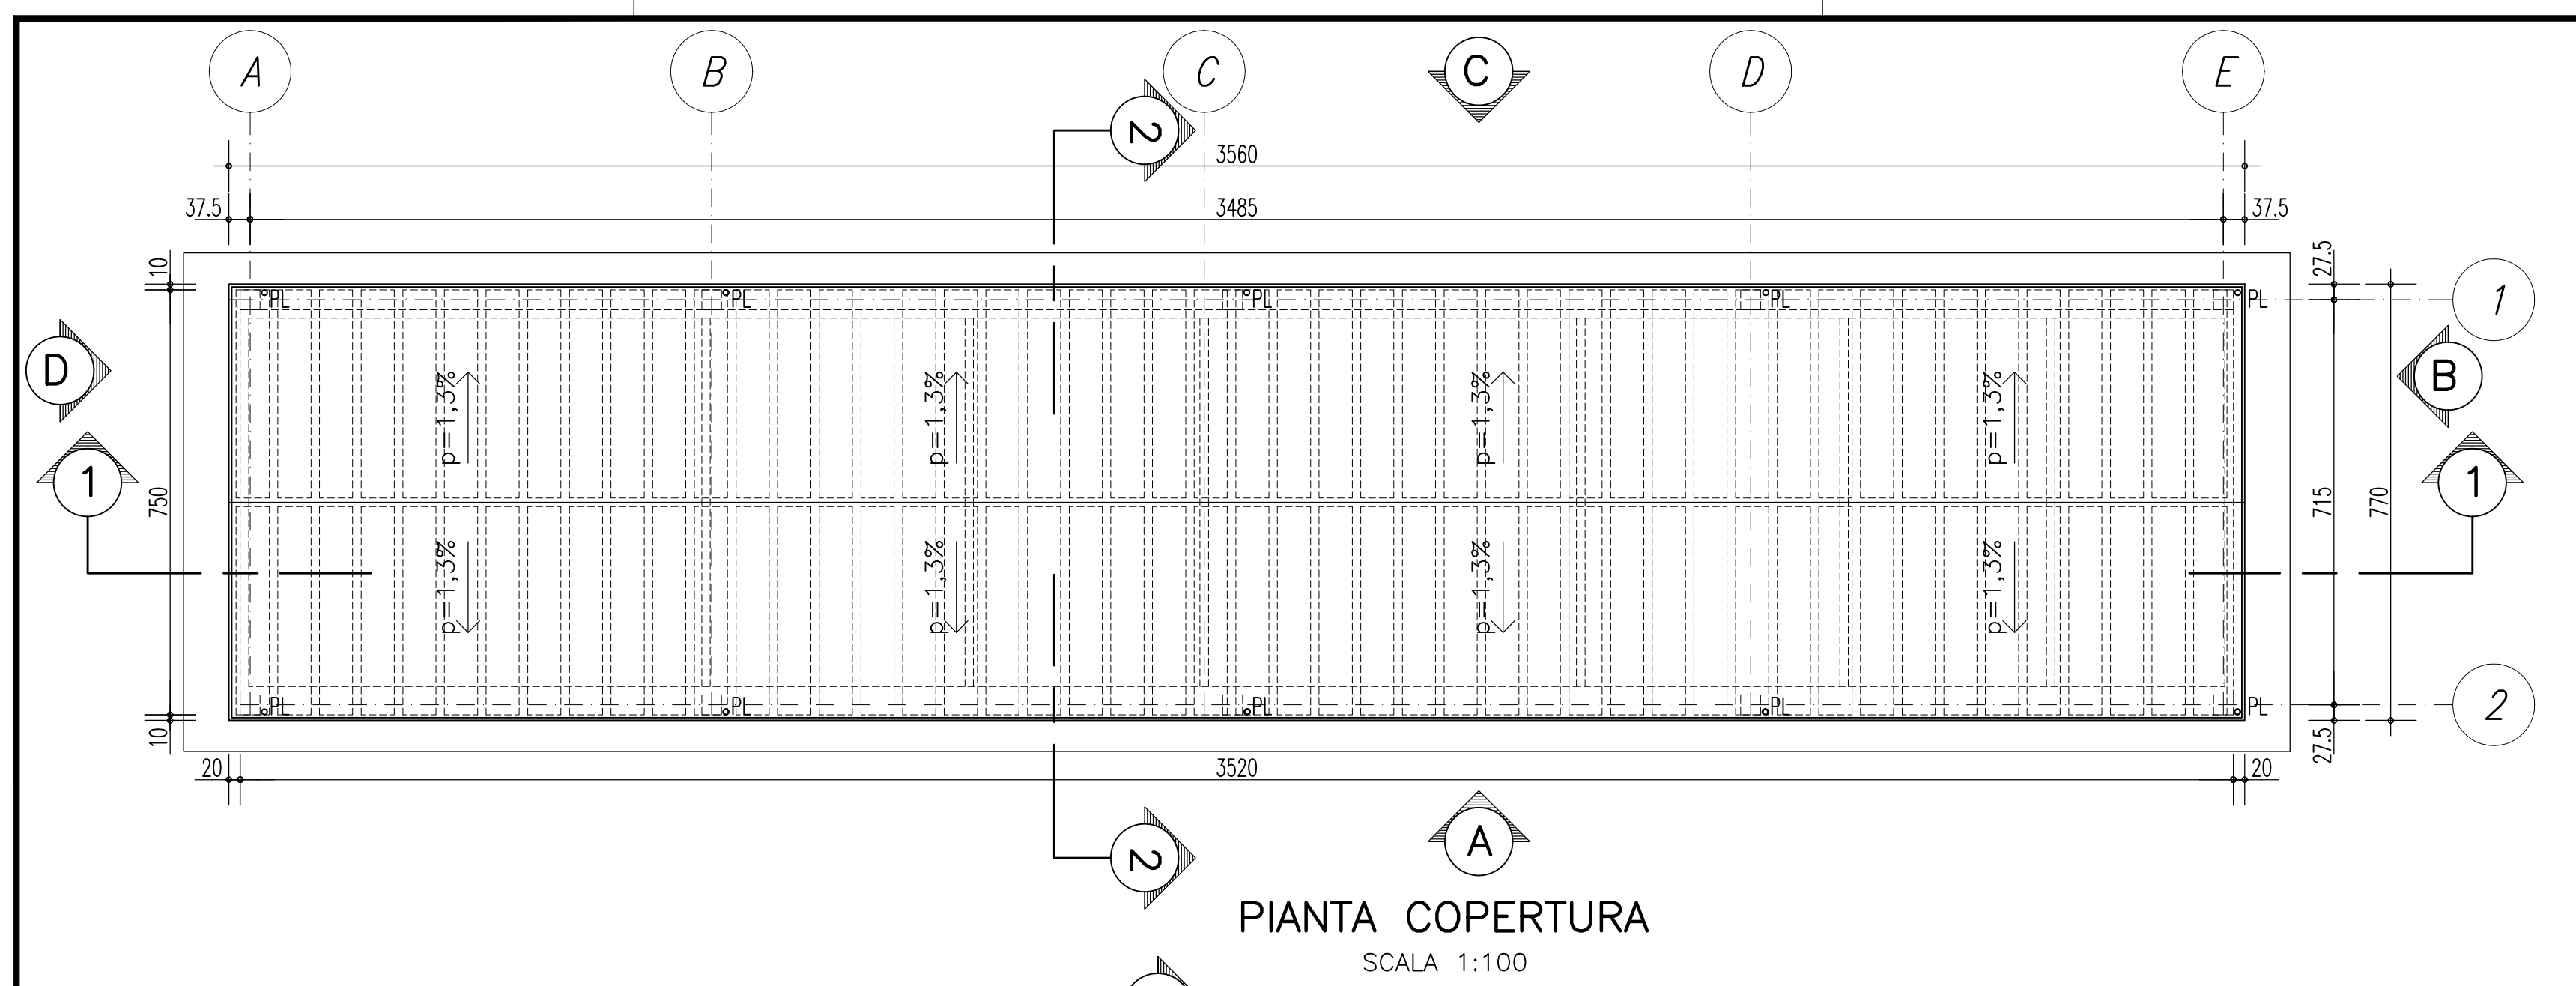 A B C C D E
2
3560
37.5 3485 37.5
10 27.5
PL PL PL PL PL 1
D p=1,3% p=1,3% p=1,3% p=1,3% B
1 1
750 715 770
p=1,3% p=1,3% p=1,3% p=1,3%
PL PL PL PL PL 2
10 27.5
20 3520 20
2 A
PIANTA COPERTURA
SCALA 1:100